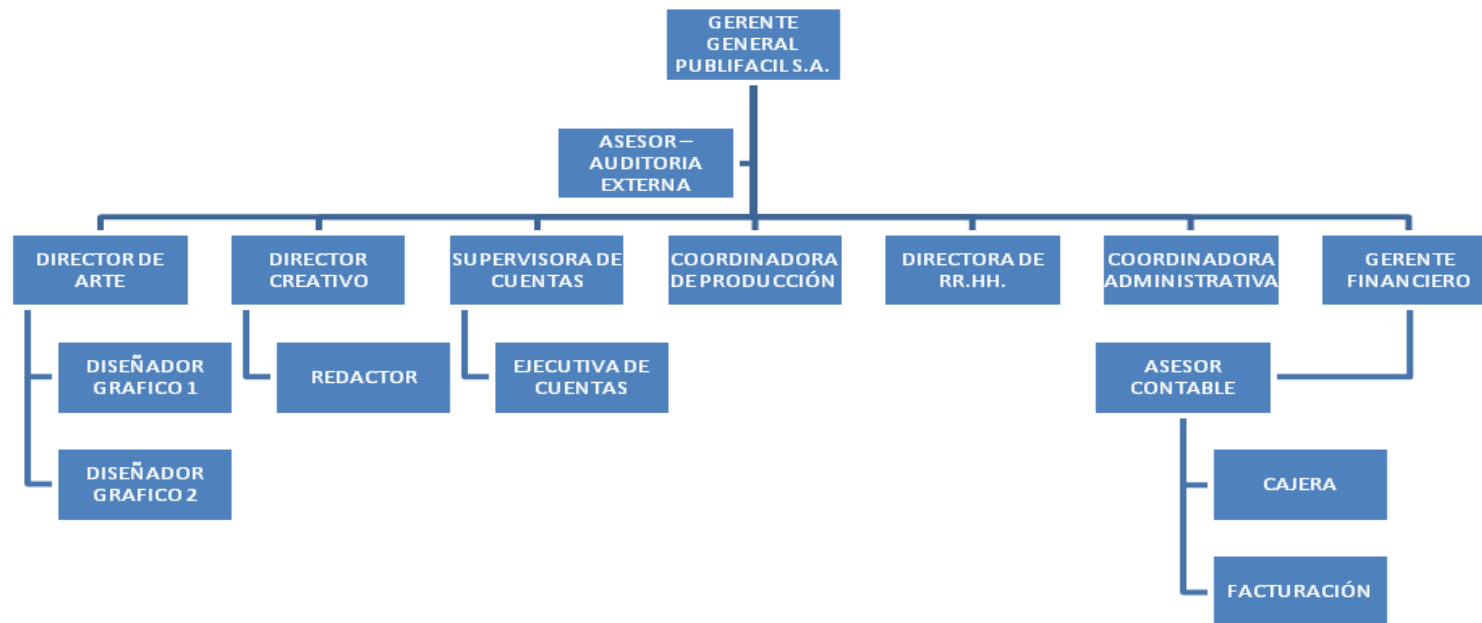 GERENTE
GENERAL
PUBLIFACIL S.A.
ASESOR –
AUDITORIA
EXTERNA
DIRECTOR DE
ARTE
DIRECTOR
CREATIVO
SUPERVISORA DE
CUENTAS
COORDINADORA
DE PRODUCCIÓN
DIRECTORA DE
RR.HH.
COORDINADORA
ADMINISTRATIVA
GERENTE
FINANCIERO
DISEÑADOR
GRAFICO 1
REDACTOR
EJECUTIVA DE
CUENTAS
ASESOR
CONTABLE
DISEÑADOR
GRAFICO 2
CAJERA
FACTURACIÓN